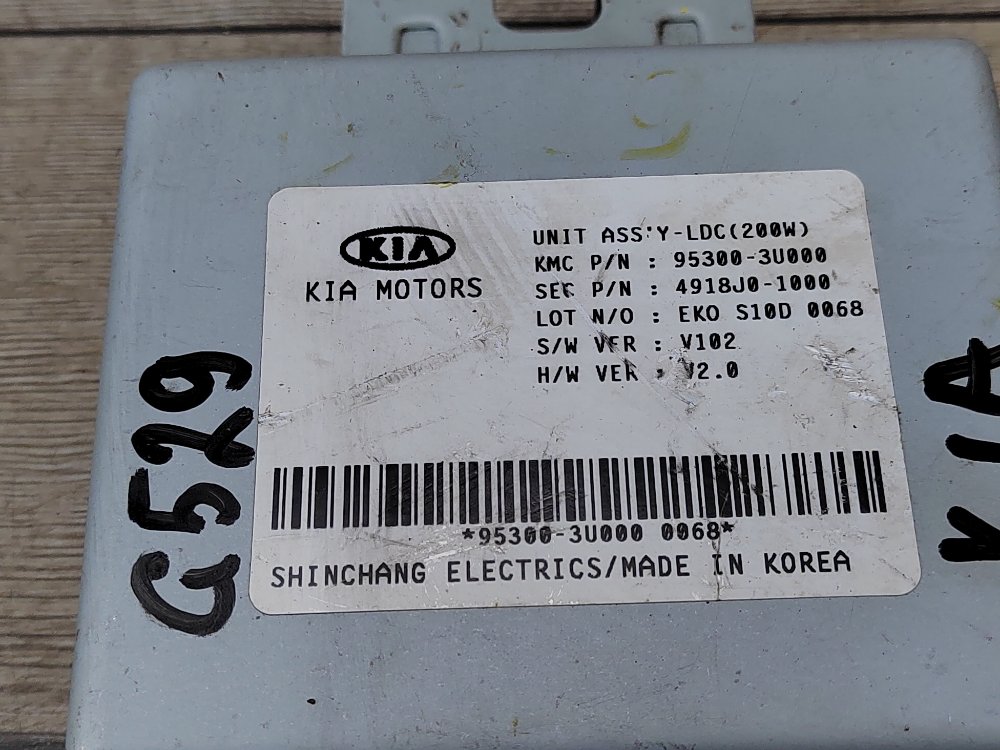 KIA
KIA MOTORS
UNIT ASS'Y-LDC(200W)
KMC P/N : 95300-3U000
SEC P/N : 4918J0-1000
LOT N/O : EKO S10D 0068
S/W VER : V102
H/W VER : V2.0
*95300-3U000 0068*
SHINCHANG ELECTRICS/MADE IN KOREA
G529
KIA